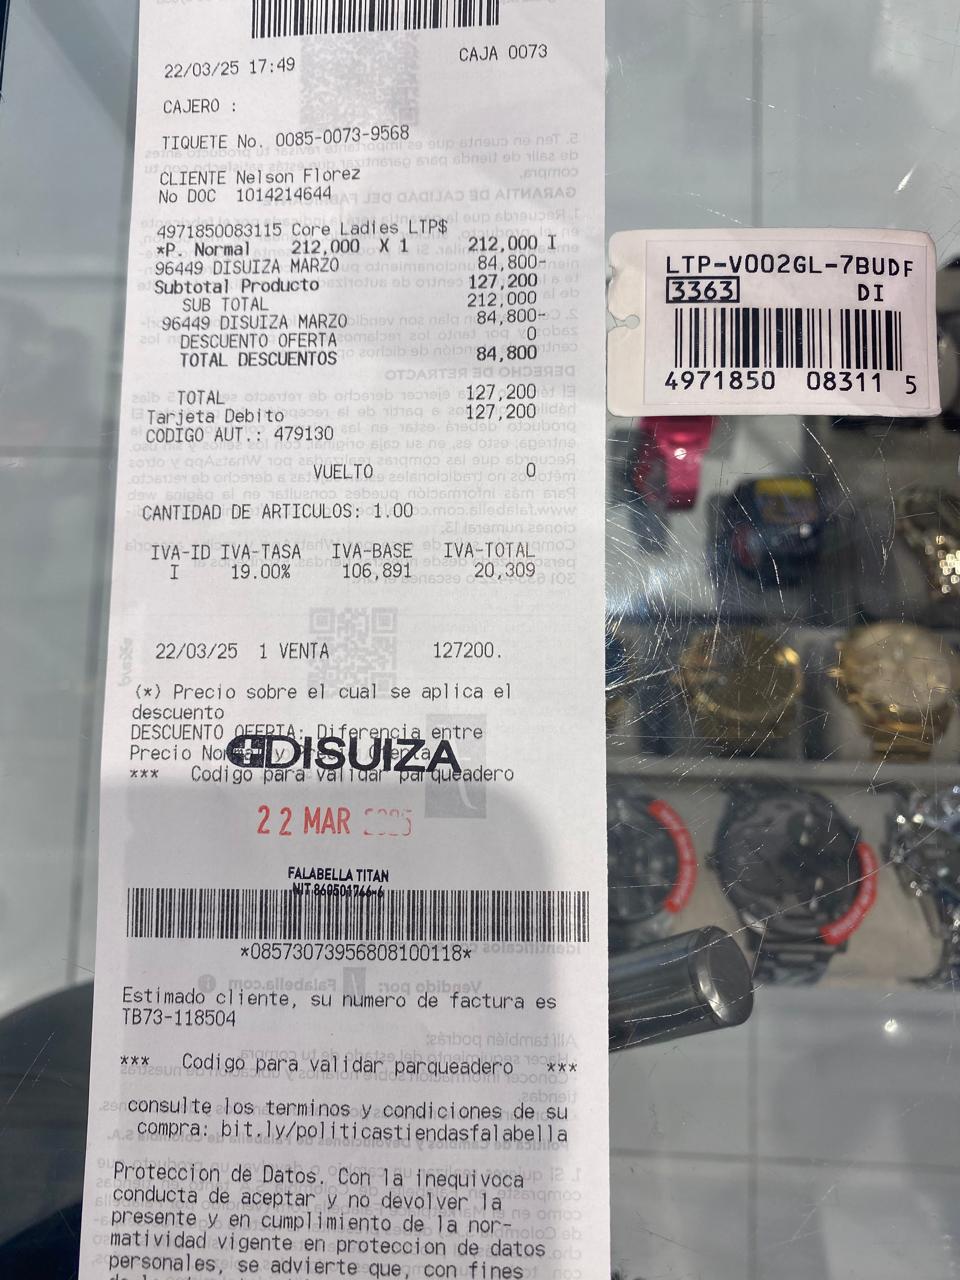 22/03/25 17:49
CAJA 0073
CAJERO :
TIQUETE No. 0085-0073-9568
CLIENTE Nelson Florez
No DOC 1014214644
4971850083115 Core Ladies LTP$
*P. Normal 212,000 X 1 212,000 I
96449 DISUIZA MARZO 84,800-
Subtotal Producto 127,200
SUB TOTAL 212,000
96449 DISUIZA MARZO 84,800-
DESCUENTO OFERTA 0
TOTAL DESCUENTOS 84,800
TOTAL 127,200
Tarjeta Debito 127,200
CODIGO AUT.: 479130
VUELTO 0
CANTIDAD DE ARTICULOS: 1.00
IVA-ID IVA-TASA IVA-BASE IVA-TOTAL
I 19.00% 106,891 20,309
22/03/25 1 VENTA 127200.
(*) Precio sobre el cual se aplica el
descuento
DESCUENTO OFERTA: Diferencia entre
Precio Normal y
DISUIZA
*** Codigo para validar parqueadero
22 MAR 2025
FALABELLA TITAN
NIT 860501766-6
*08573073956808100118*
Estimado cliente, su numero de factura es
TB73-118504
*** Codigo para validar parqueadero ***
consulte los terminos y condiciones de su
compra: bit.ly/politicastiendasfalabella
Proteccion de Datos. Con la inequivoca
conducta de aceptar y no devolver la
presente y en cumplimiento de la nor-
matividad vigente en proteccion de datos
personales, se advierte que, con fines
LTP-V002GL-7BUDF
3363 DI
4971850 08311 5